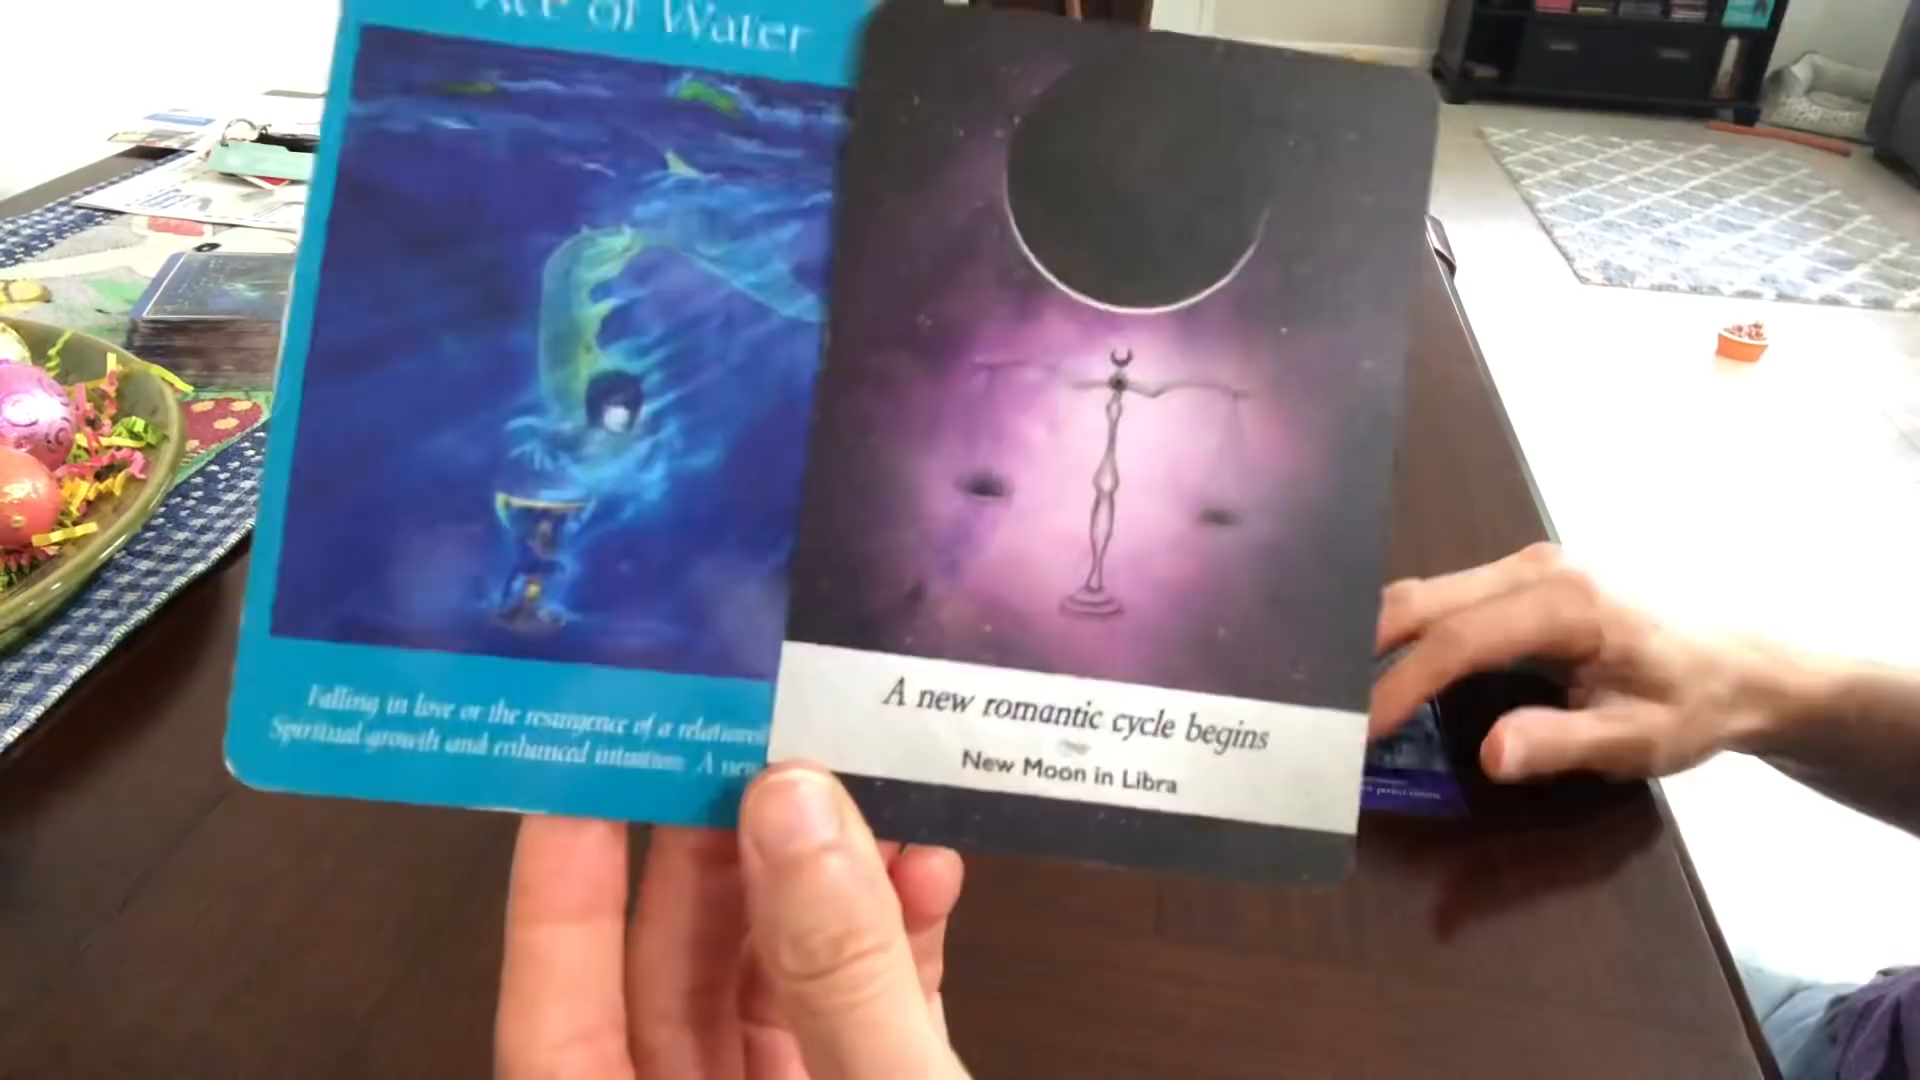 Ace of Water
Falling in love or the resurgence of a
Spiritual growth and enhanced intuition. A new
A new romantic cycle begins
New Moon in Libra